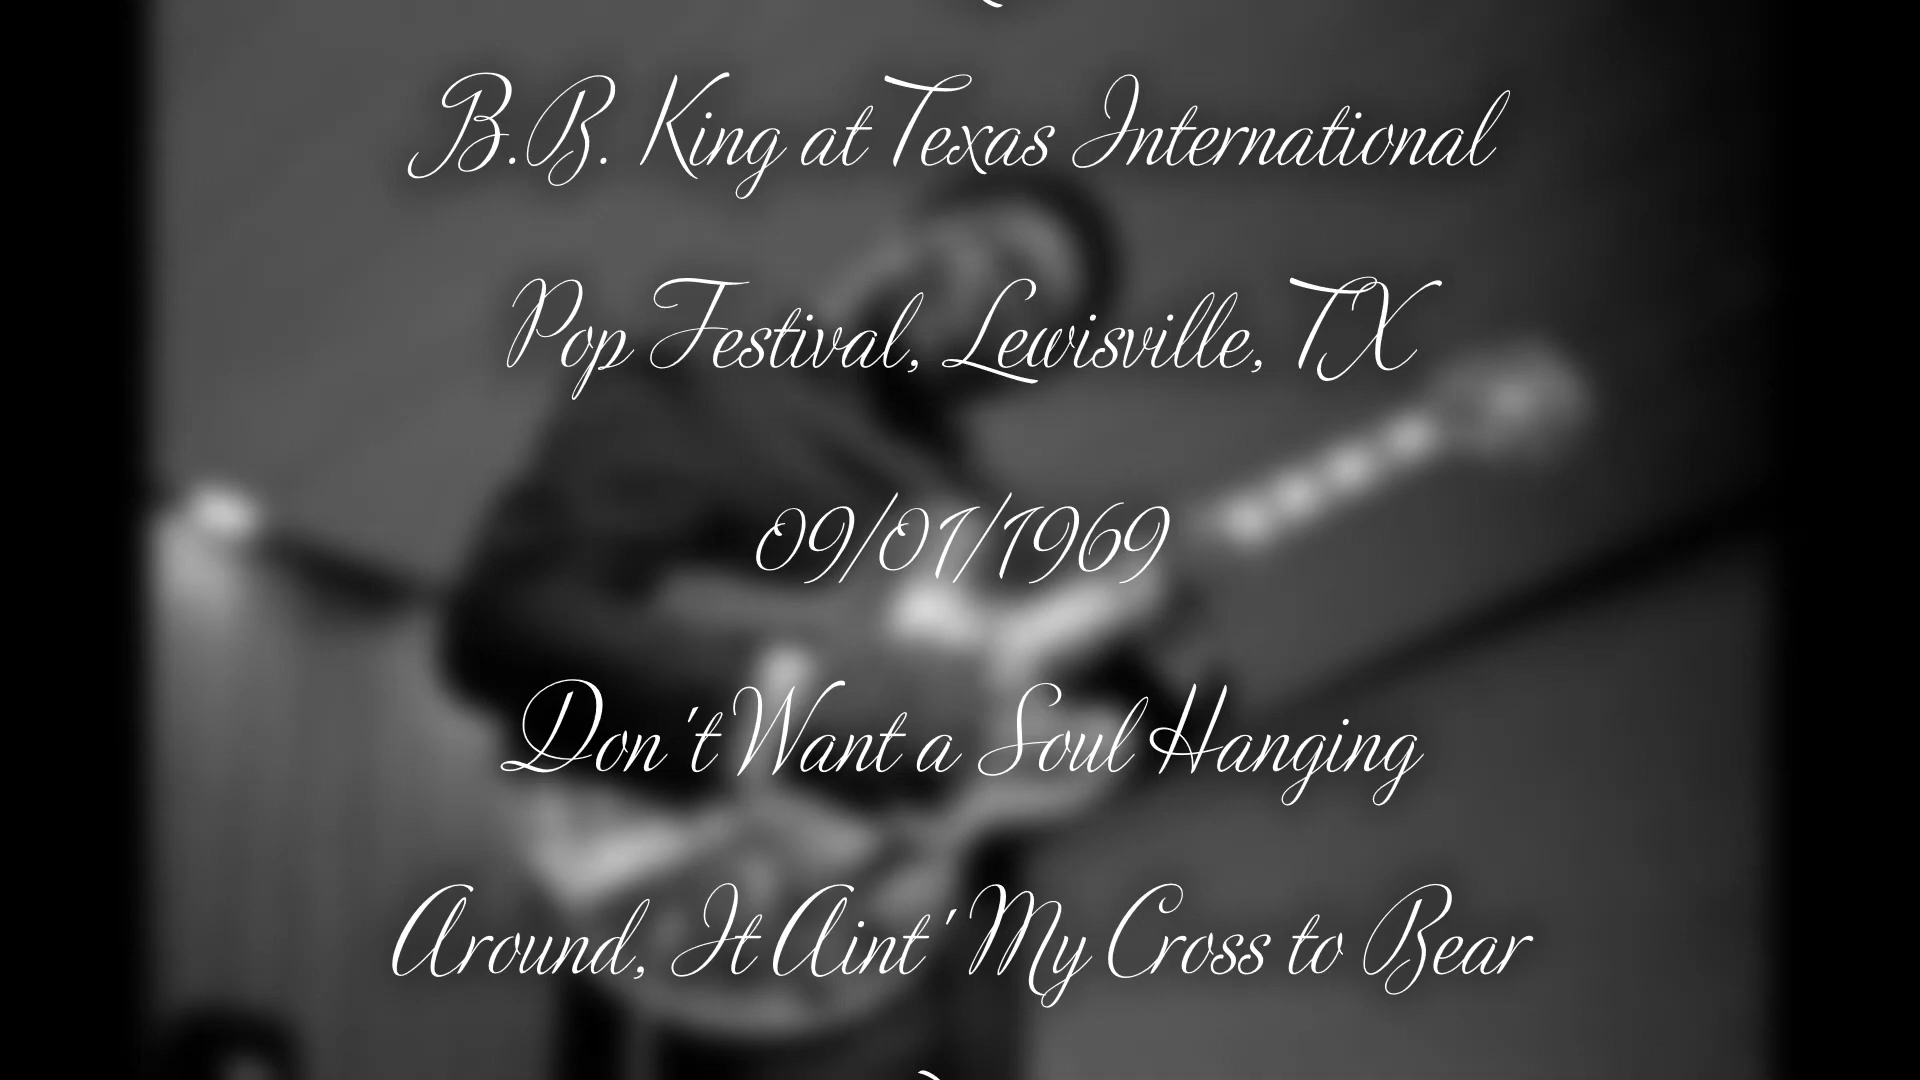 B.B. King at Texas International
Pop Festival, Lewisville, TX
09/01/1969
Don't Want a Soul Hanging
Around, It Aint' My Cross to Bear